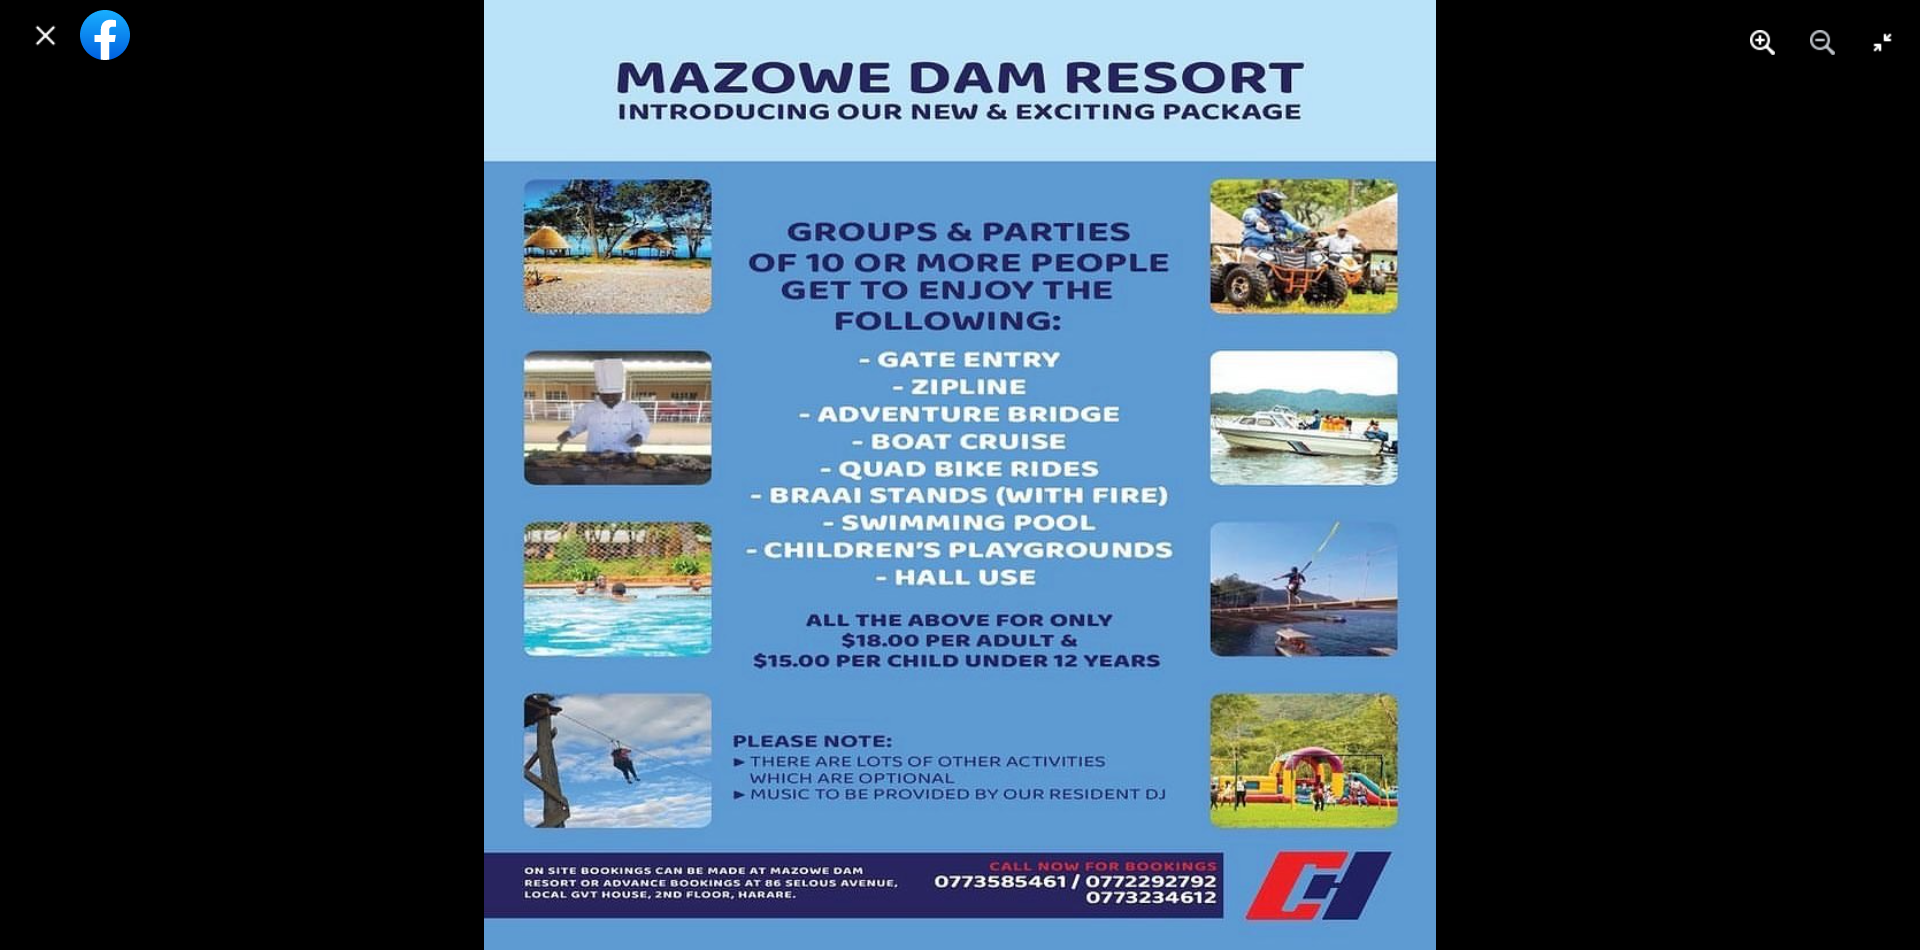 MAZOWE DAM RESORT
INTRODUCING OUR NEW & EXCITING PACKAGE
GROUPS & PARTIES
OF 10 OR MORE PEOPLE
GET TO ENJOY THE
FOLLOWING:
- GATE ENTRY
- ZIPLINE
- ADVENTURE BRIDGE
- BOAT CRUISE
- QUAD BIKE RIDES
- BRAAI STANDS (WITH FIRE)
- SWIMMING POOL
- CHILDREN'S PLAYGROUNDS
- HALL USE
ALL THE ABOVE FOR ONLY
$18.00 PER ADULT &
$15.00 PER CHILD UNDER 12 YEARS
PLEASE NOTE:
► THERE ARE LOTS OF OTHER ACTIVITIES
WHICH ARE OPTIONAL
► MUSIC TO BE PROVIDED BY OUR RESIDENT DJ
ON SITE BOOKINGS CAN BE MADE AT MAZOWE DAM
RESORT OR ADVANCE BOOKINGS AT 86 SELOUS AVENUE,
LOCAL GVT HOUSE, 2ND FLOOR, HARARE.
CALL NOW FOR BOOKINGS
0773585461 / 0772292792
0773234612